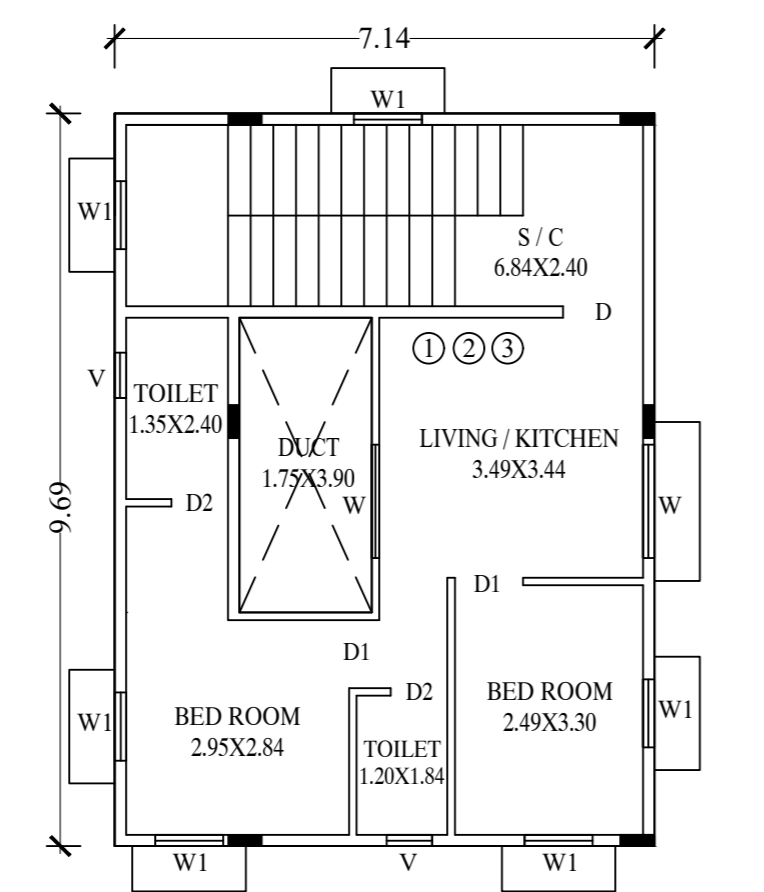 7.14
W1
W1
S / C
6.84X2.40
D
1 2 3
V
TOILET
1.35X2.40
DUCT
1.75X3.90
LIVING / KITCHEN
3.49X3.44
9.69
D2
W
W
D1
D1
D2
BED ROOM
2.95X2.84
BED ROOM
2.49X3.30
W1
W1
TOILET
1.20X1.84
W1
V
W1